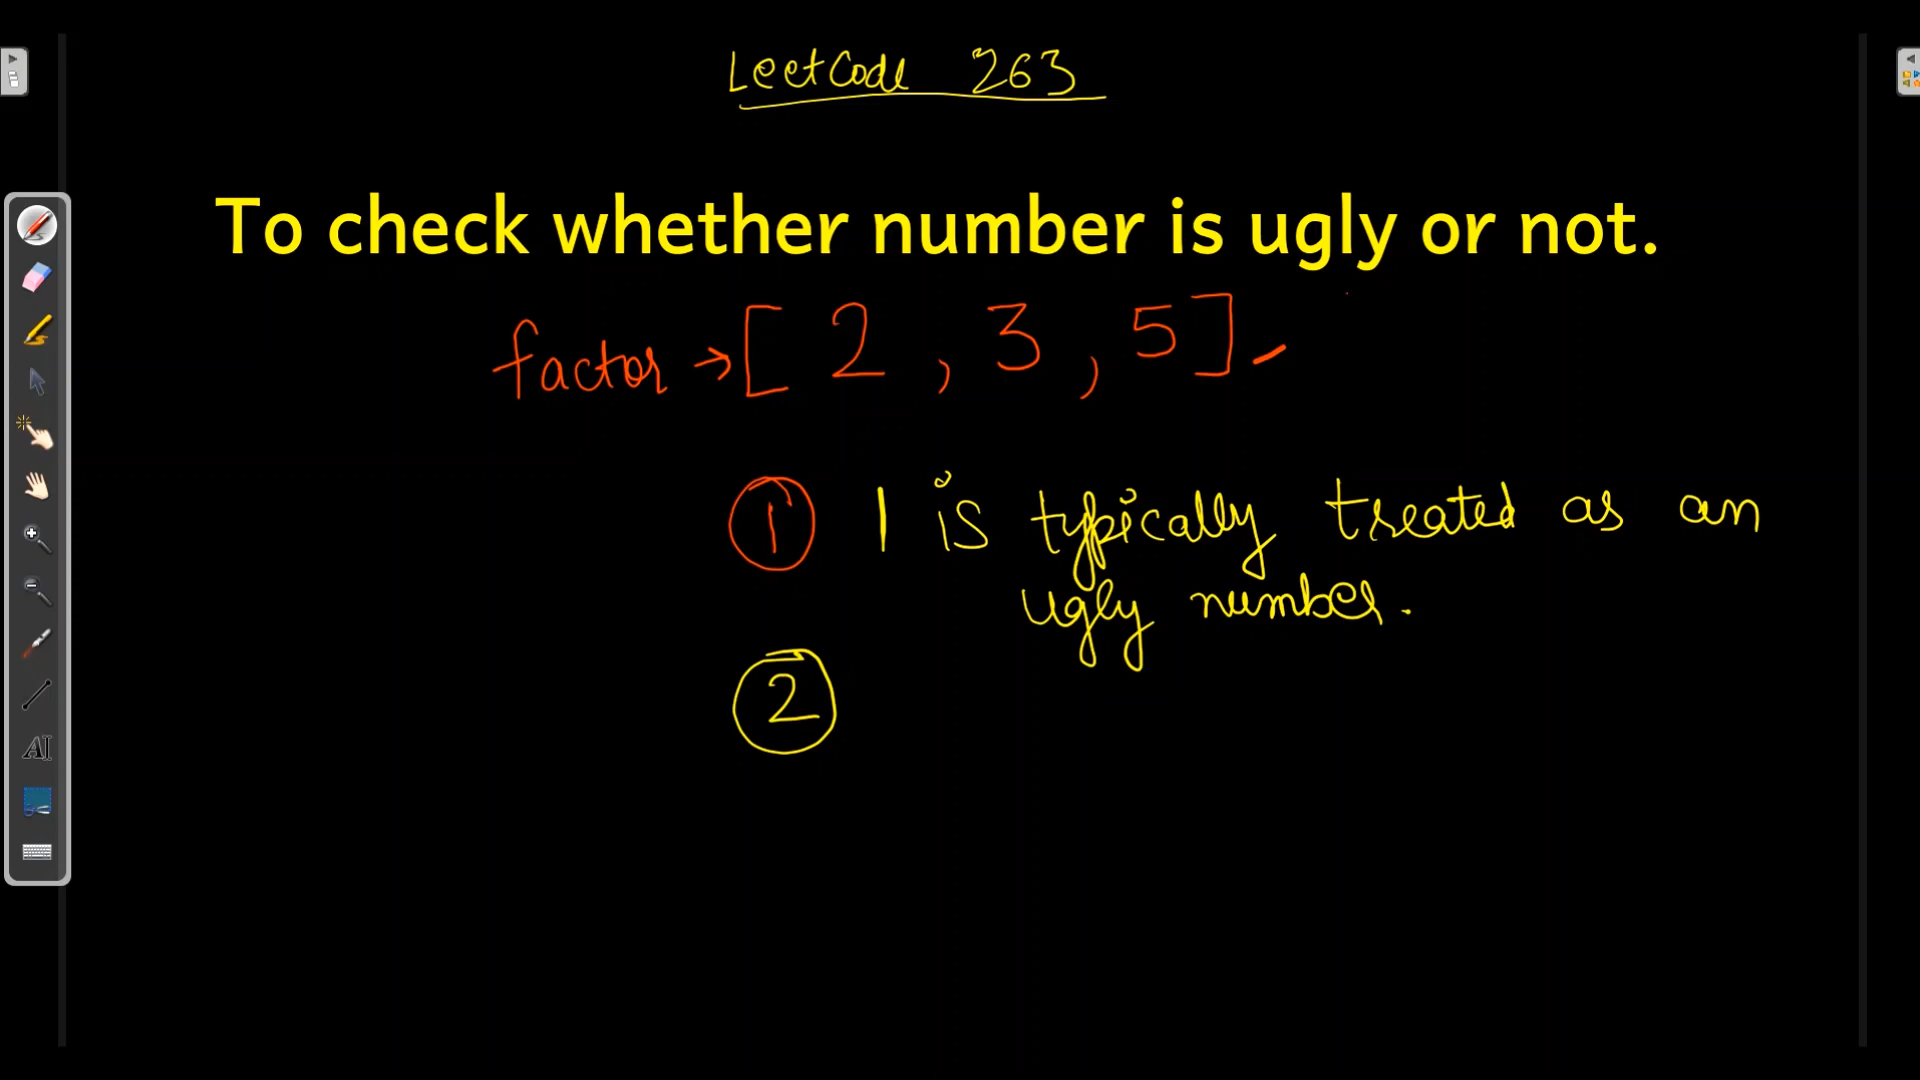 LeetCode 263
To check whether number is ugly or not.
factor → [ 2 , 3 , 5 ]
1 1 is typically treated as an
ugly number.
2
AI